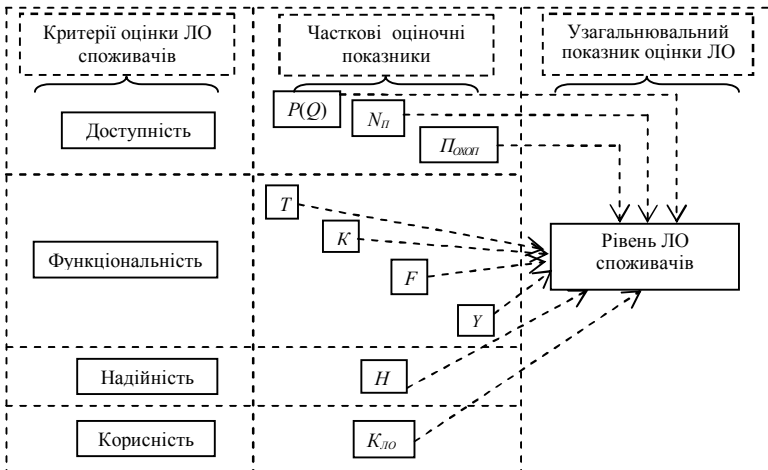 Критерії оцінки ЛО
споживачів
Часткові оціночні
показники
Узагальнювальний
показник оцінки ЛО
Доступність
P(Q)
N_П
П_ОХОП
Функціональність
T
К
F
Y
Рівень ЛО
споживачів
Надійність
Н
Корисність
К_ЛО